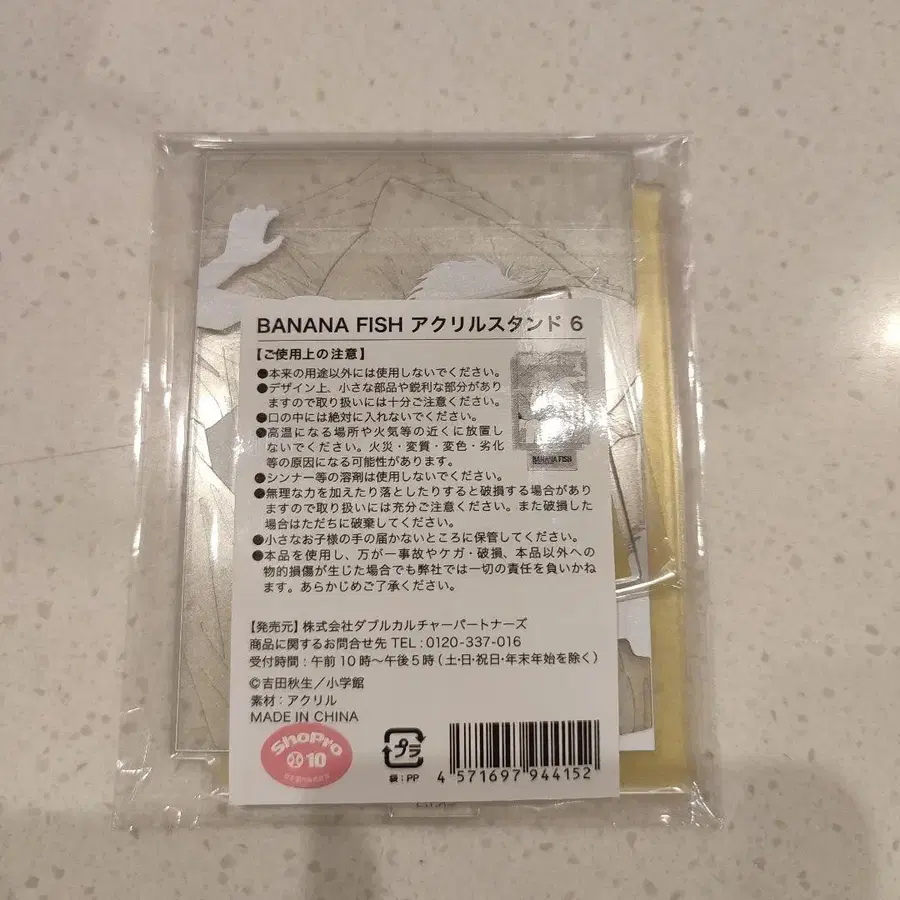 BANANA FISH アクリルスタンド 6
【ご使用上の注意】
●本来の用途以外には使用しないでください。
●デザイン上、小さな部品や鋭利な部分があり
ますので取り扱いには十分ご注意ください。
●口の中には絶対に入れないでください。
●高温になる場所や火気等の近くに放置し
ないでください。火災・変質・変色・劣化
等の原因になる可能性があります。
●シンナー等の溶剤は使用しないでください。
●無理な力を加えたり落としたりすると破損する場合があり
ますので取り扱いには充分ご注意ください。また破損した
場合はただちに破棄してください。
●小さなお子様の手の届かないところに保管してください。
●本品を使用し、万が一事故やケガ・破損、本品以外への
物的損傷が生じた場合でも弊社では一切の責任を負いかね
ます。あらかじめご了承ください。
BANANA FISH
【発売元】株式会社ダブルカルチャーパートナーズ
商品に関するお問合せ先 TEL : 0120-337-016
受付時間 : 午前10時〜午後5時（土・日・祝日・年末年始を除く）
©吉田秋生／小学館
素材 : アクリル
MADE IN CHINA
ShoPro
10
プラ
袋 : PP
4 571697 944152